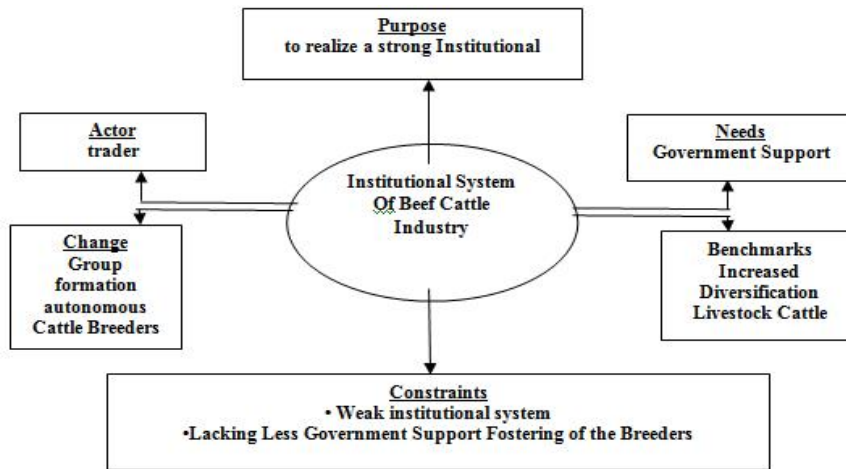 Purpose
to realize a strong Institutional
Actor
trader
Needs
Government Support
Institutional System
Of Beef Cattle
Industry
Change
Group
formation
autonomous
Cattle Breeders
Benchmarks
Increased
Diversification
Livestock Cattle
Constraints
• Weak institutional system
•Lacking Less Government Support Fostering of the Breeders